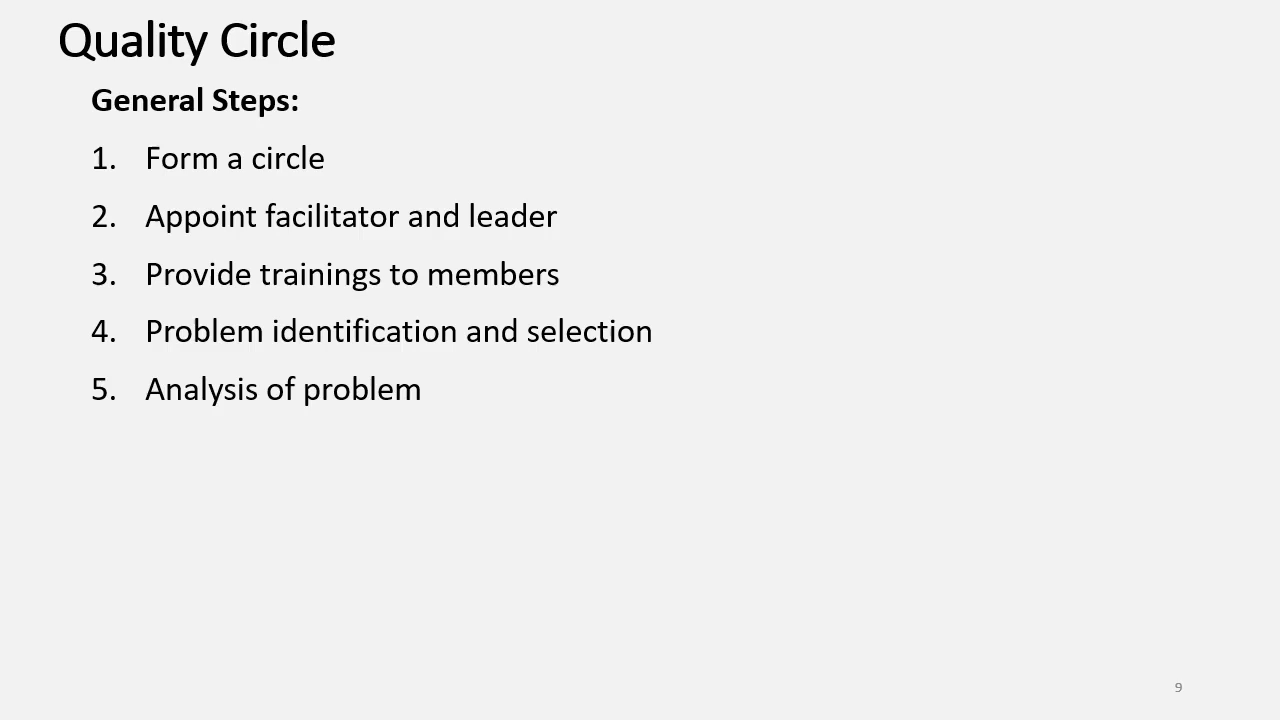 Quality Circle
General Steps:
1. Form a circle
2. Appoint facilitator and leader
3. Provide trainings to members
4. Problem identification and selection
5. Analysis of problem
9